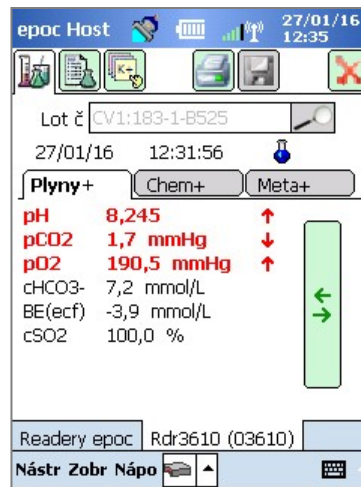 epoc Host 27/01/16 12:35
K+
Lot č CV1:183-1-B525
27/01/16 12:31:56
Plyny+ Chem+ Meta+
pH 8,245 ↑
pCO2 1,7 mmHg ↓
pO2 190,5 mmHg ↑
cHCO3- 7,2 mmol/L
BE(ecf) -3,9 mmol/L
cSO2 100,0 %
Readery epoc Rdr3610 (03610)
Nástr Zobr Nápo